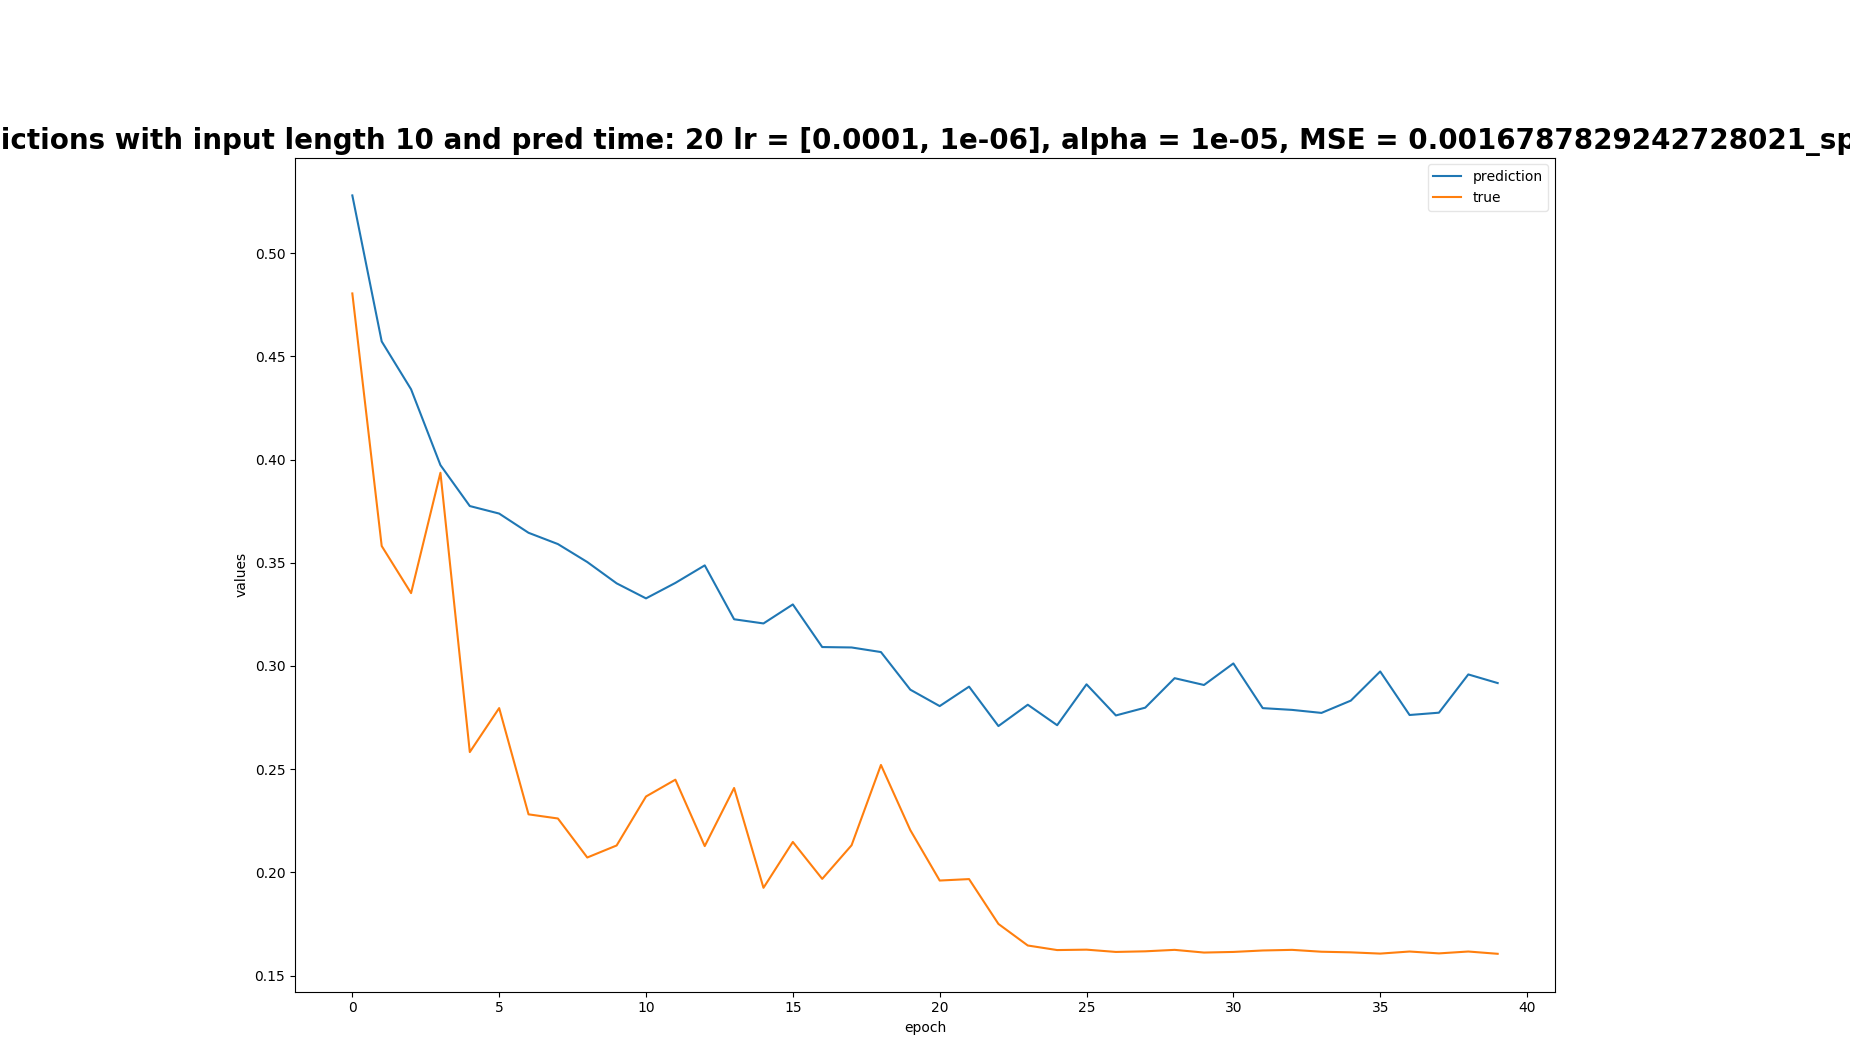 ictions with input length 10 and pred time: 20 lr = [0.0001, 1e-06], alpha = 1e-05, MSE = 0.0016787829242728021_sp
prediction
true
0.50
0.45
0.40
0.35
0.30
0.25
0.20
0.15
values
0 5 10 15 20 25 30 35 40
epoch